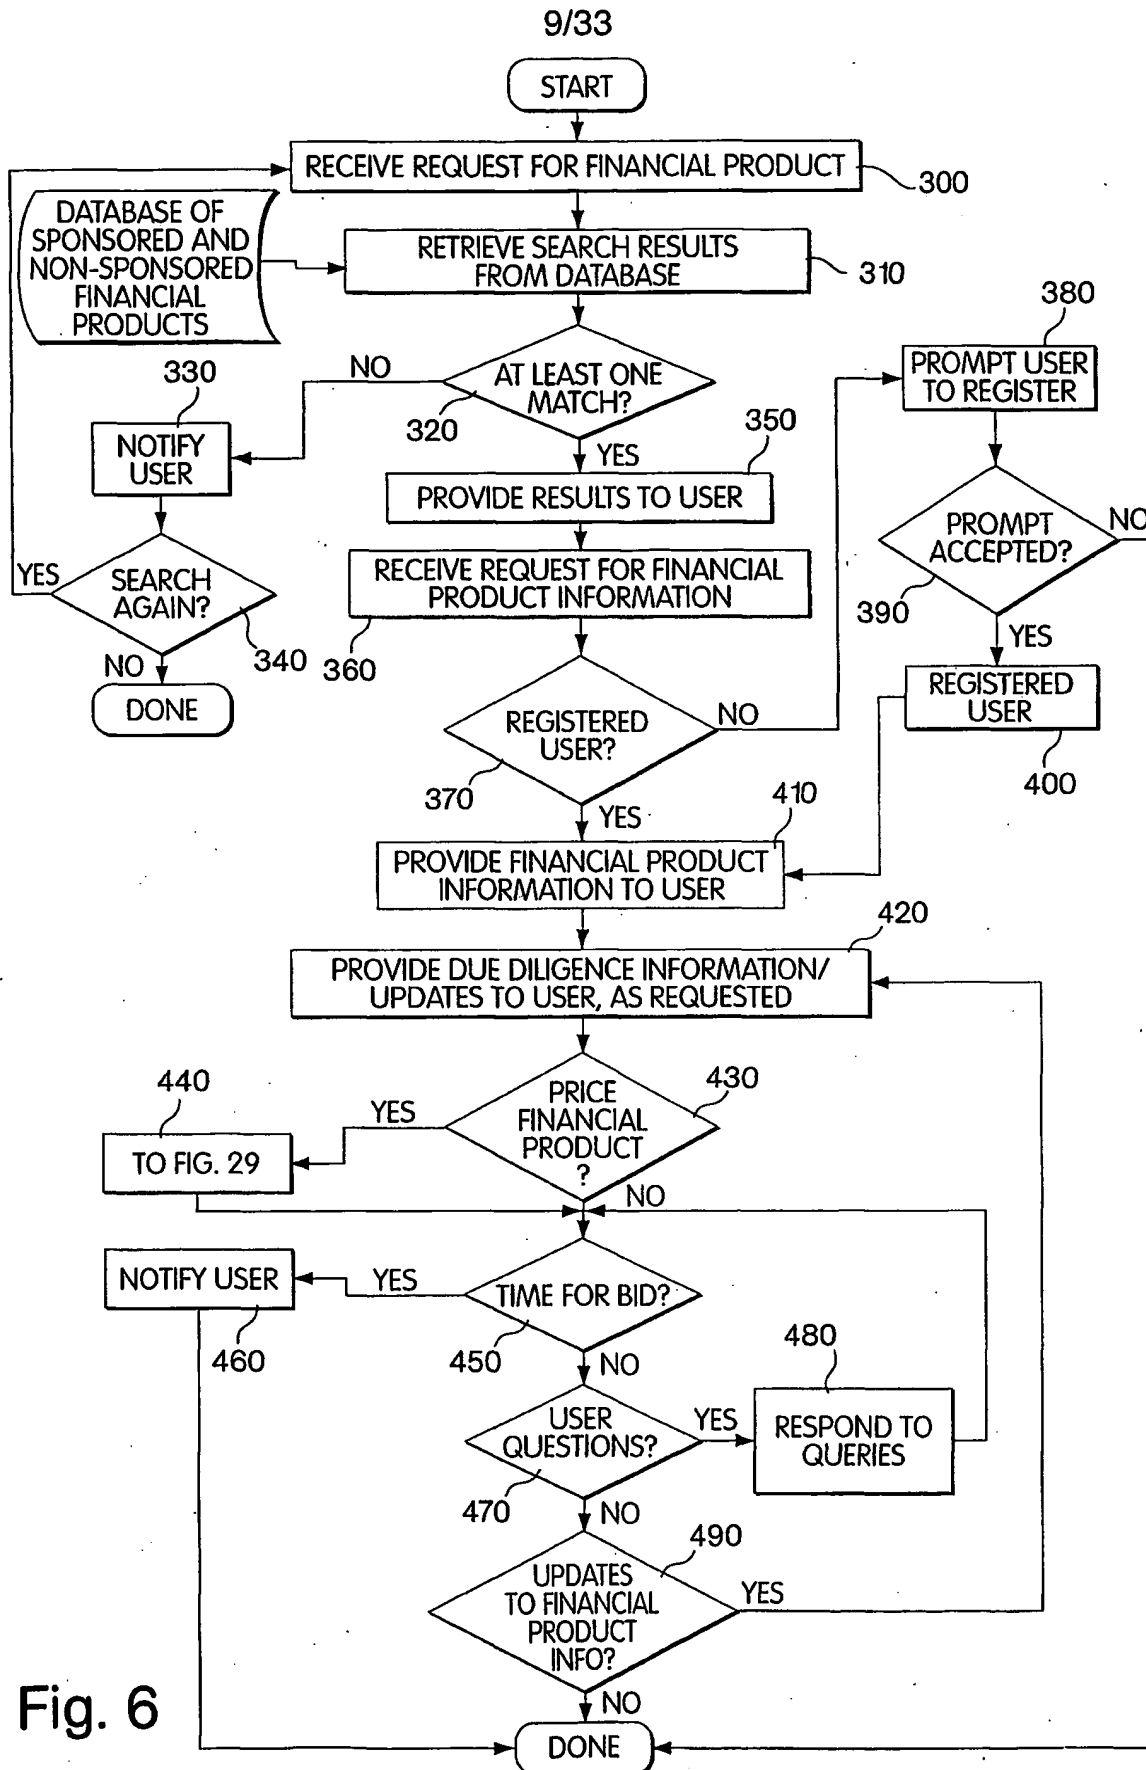 9/33
START
RECEIVE REQUEST FOR FINANCIAL PRODUCT
300
DATABASE OF
SPONSORED AND
NON-SPONSORED
FINANCIAL
PRODUCTS
RETRIEVE SEARCH RESULTS
FROM DATABASE
310
AT LEAST ONE
MATCH?
320
NO
YES
330
NOTIFY
USER
SEARCH
AGAIN?
340
YES
NO
DONE
350
PROVIDE RESULTS TO USER
RECEIVE REQUEST FOR FINANCIAL
PRODUCT INFORMATION
360
REGISTERED
USER?
370
NO
YES
380
PROMPT USER
TO REGISTER
PROMPT
ACCEPTED?
390
NO
YES
REGISTERED
USER
400
410
PROVIDE FINANCIAL PRODUCT
INFORMATION TO USER
420
PROVIDE DUE DILIGENCE INFORMATION/
UPDATES TO USER, AS REQUESTED
PRICE
FINANCIAL
PRODUCT
?
430
YES
NO
440
TO FIG. 29
TIME FOR BID?
450
YES
NO
NOTIFY USER
460
USER
QUESTIONS?
470
YES
NO
480
RESPOND TO
QUERIES
490
UPDATES
TO FINANCIAL
PRODUCT
INFO?
YES
NO
DONE
Fig. 6